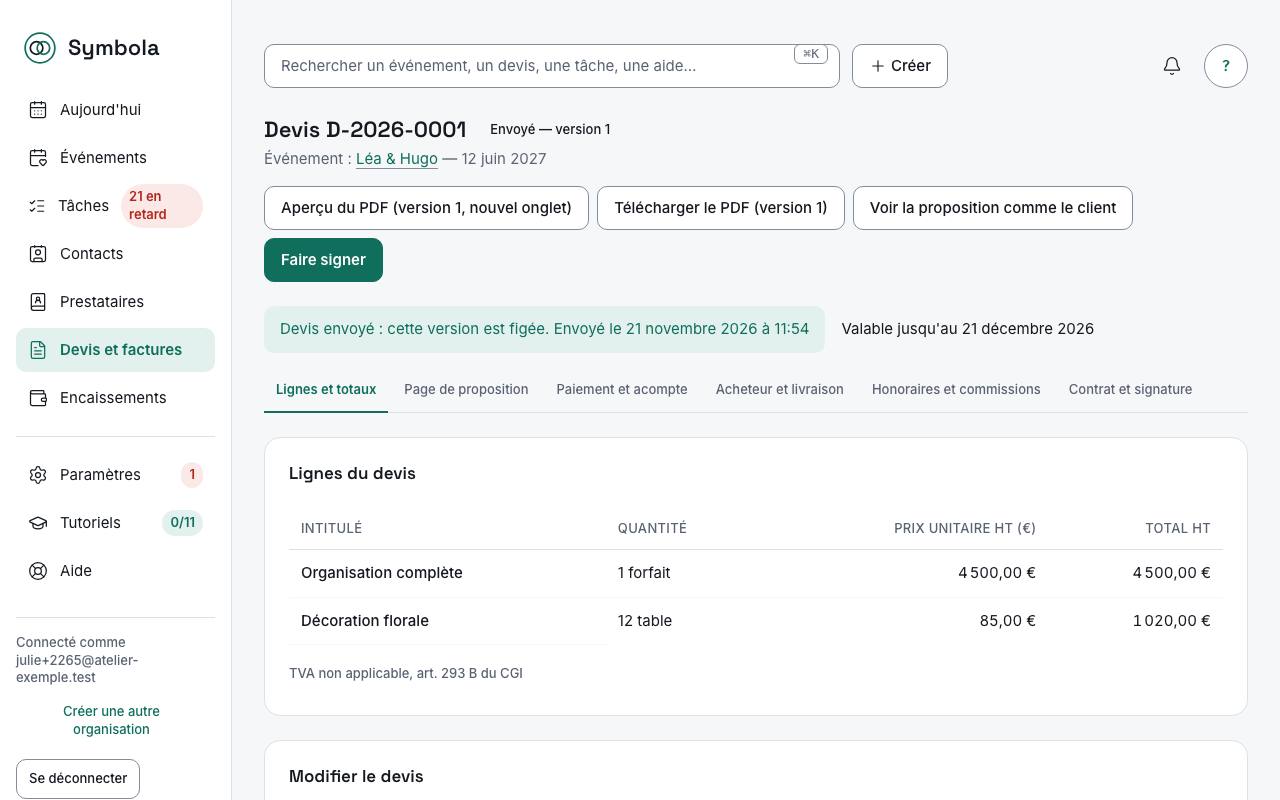 Symbola
Aujourd'hui
Événements
Tâches
21 en
retard
Contacts
Prestataires
Devis et factures
Encaissements
Paramètres
1
Tutoriels
0/11
Aide
Connecté comme
julie+2265@atelier-
exemple.test
Créer une autre
organisation
Se déconnecter
Rechercher un événement, un devis, une tâche, une aide...
⌘K
Créer
?
Devis D-2026-0001
Envoyé — version 1
Événement : Léa & Hugo — 12 juin 2027
Aperçu du PDF (version 1, nouvel onglet)
Télécharger le PDF (version 1)
Voir la proposition comme le client
Faire signer
Devis envoyé : cette version est figée. Envoyé le 21 novembre 2026 à 11:54
Valable jusqu'au 21 décembre 2026
Lignes et totaux
Page de proposition
Paiement et acompte
Acheteur et livraison
Honoraires et commissions
Contrat et signature
Lignes du devis
INTITULÉ QUANTITÉ PRIX UNITAIRE HT (€) TOTAL HT
Organisation complète 1 forfait 4 500,00 € 4 500,00 €
Décoration florale 12 table 85,00 € 1 020,00 €
TVA non applicable, art. 293 B du CGI
Modifier le devis